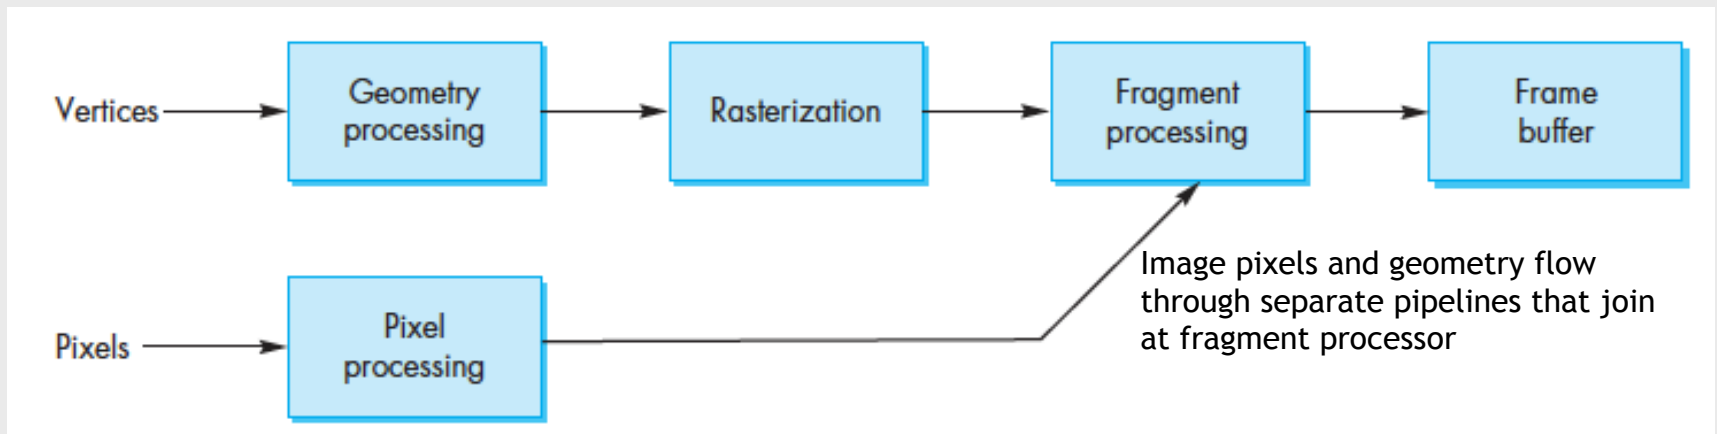 Vertices
Geometry
processing
Rasterization
Fragment
processing
Frame
buffer
Pixels
Pixel
processing
Image pixels and geometry flow
through separate pipelines that join
at fragment processor